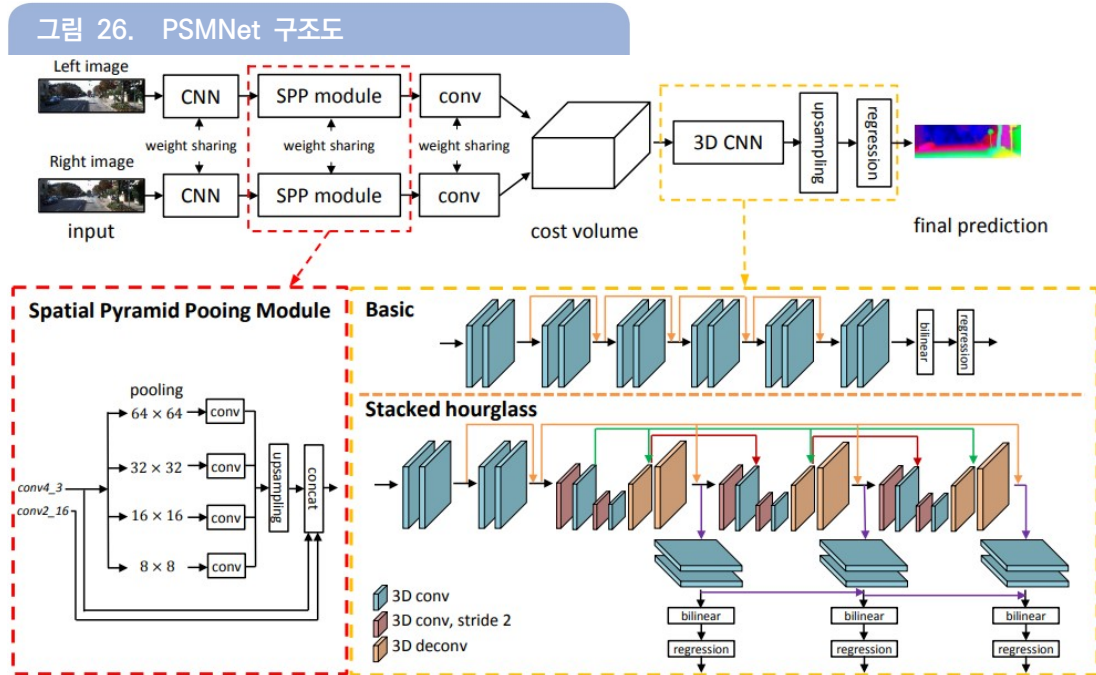 그림 26. PSMNet 구조도
Left image
CNN
SPP module
conv
weight sharing
weight sharing
weight sharing
Right image
CNN
SPP module
conv
input
cost volume
3D CNN
upsampling
regression
final prediction
Spatial Pyramid Pooing Module
pooling
64 × 64
conv
32 × 32
conv
16 × 16
conv
8 × 8
conv
conv4_3
conv2_16
upsampling
concat
Basic
bilinear
regression
Stacked hourglass
3D conv
3D conv, stride 2
3D deconv
bilinear
bilinear
bilinear
regression
regression
regression